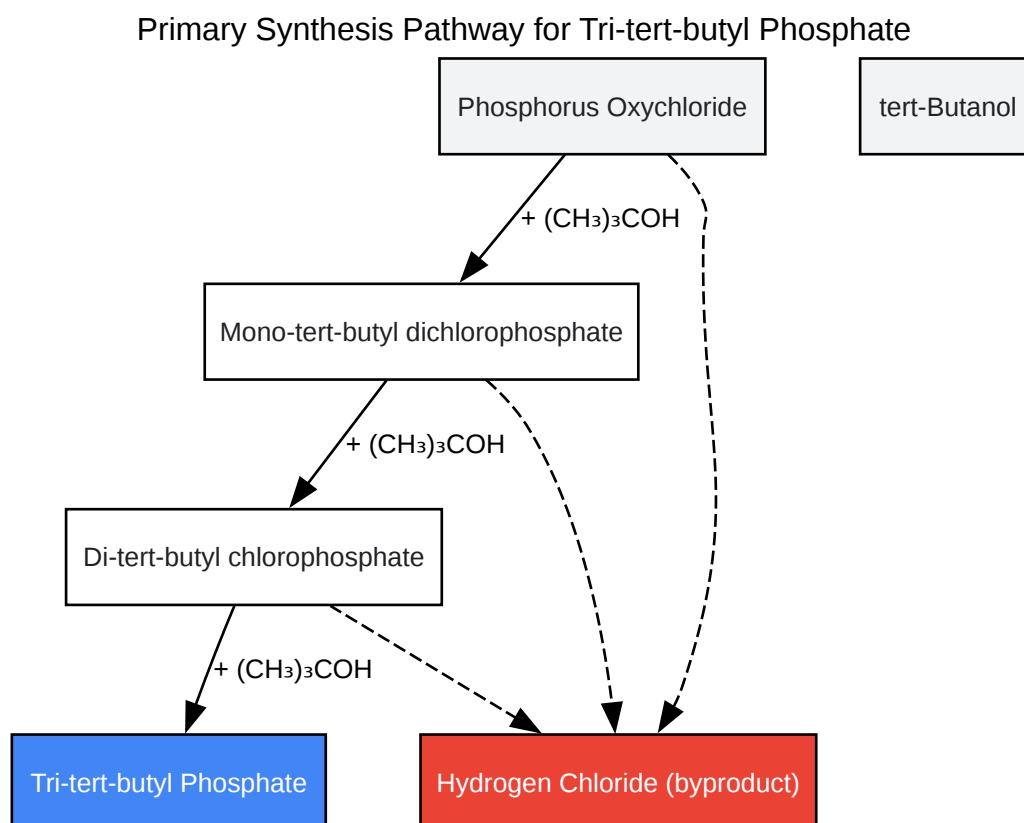 Primary Synthesis Pathway for Tri-tert-butyl Phosphate
Phosphorus Oxychloride
tert-Butanol
+ (CH₃)₃COH
Mono-tert-butyl dichlorophosphate
+ (CH₃)₃COH
Di-tert-butyl chlorophosphate
+ (CH₃)₃COH
Tri-tert-butyl Phosphate
Hydrogen Chloride (byproduct)